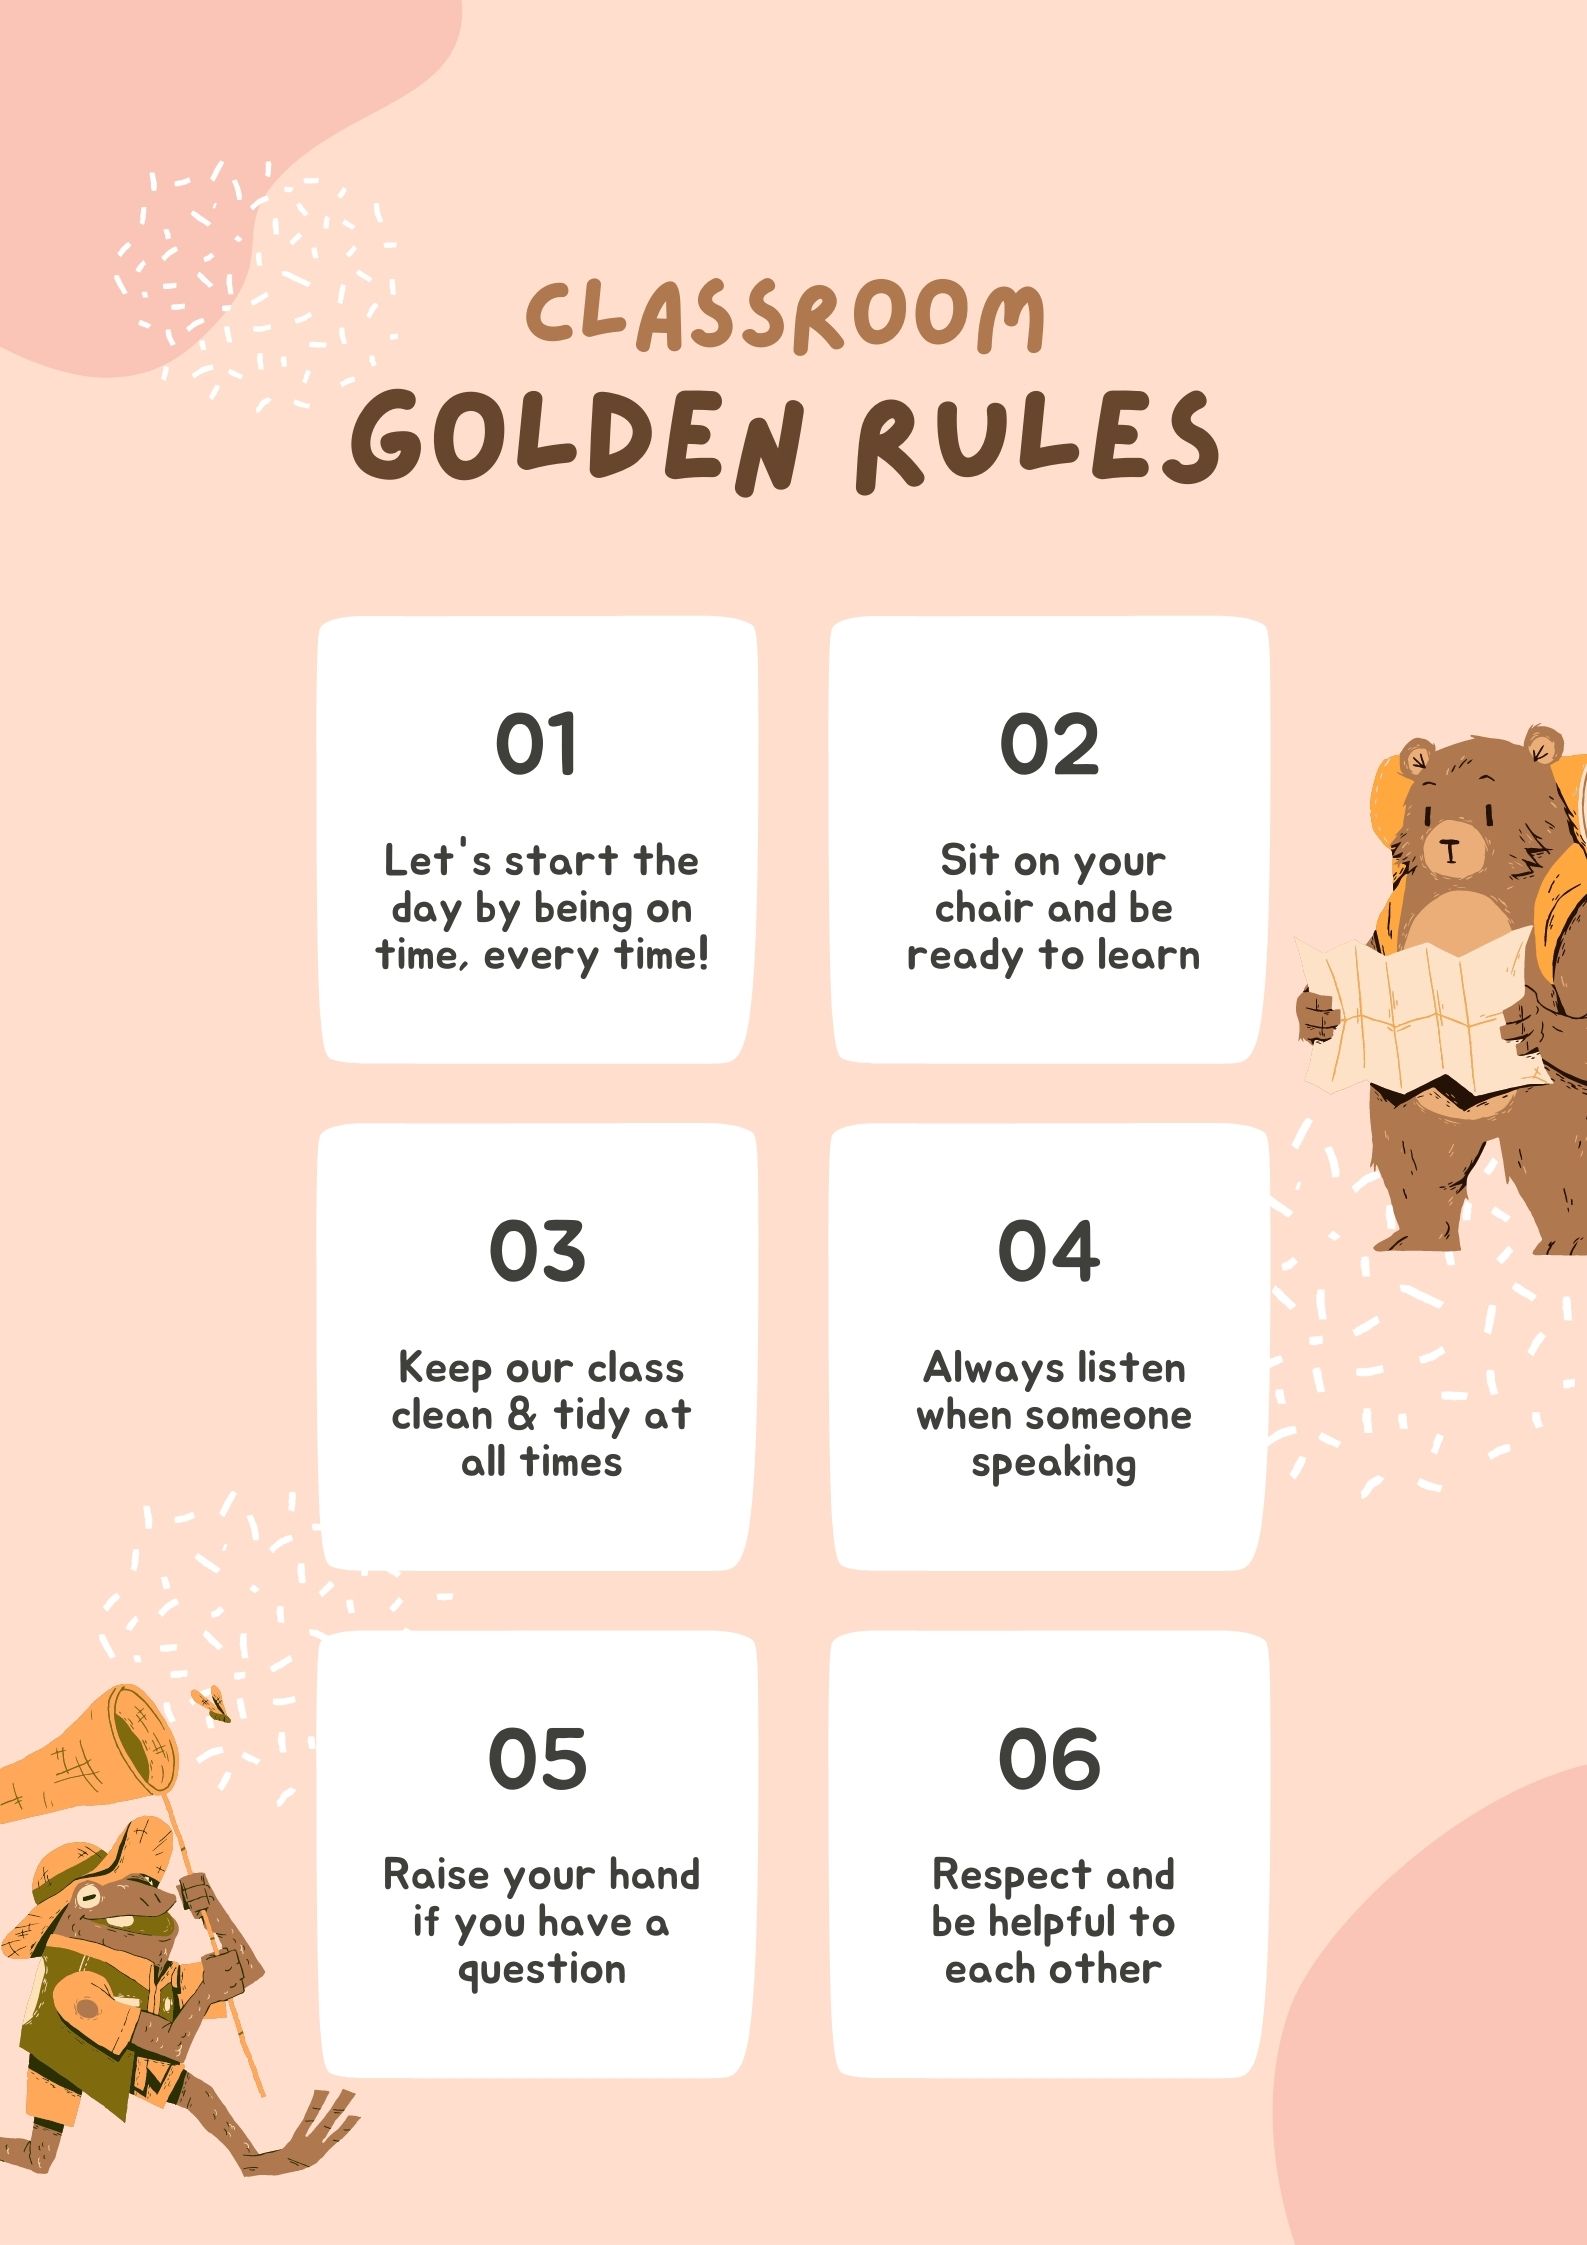 CLASSROOM
GOLDEN RULES
01
Let's start the
day by being on
time, every time!
02
Sit on your
chair and be
ready to learn
03
Keep our class
clean & tidy at
all times
04
Always listen
when someone
speaking
05
Raise your hand
if you have a
question
06
Respect and
be helpful to
each other